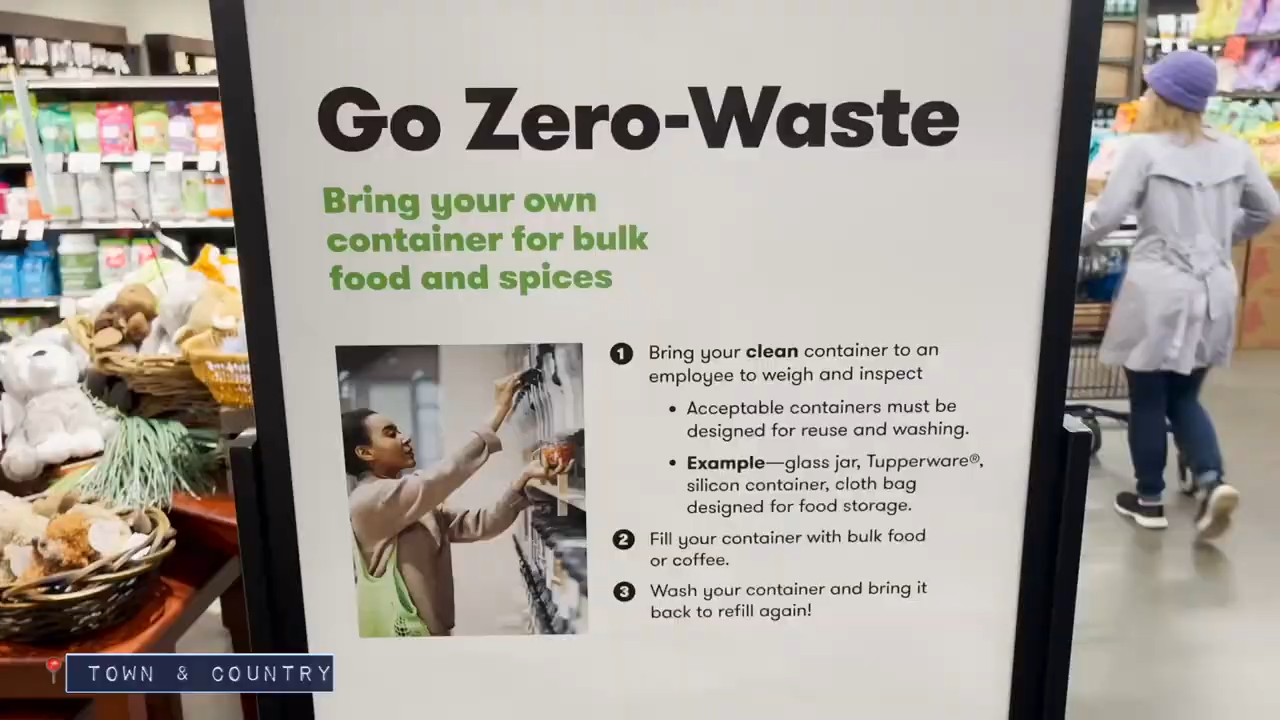 Go Zero-Waste
Bring your own
container for bulk
food and spices
1 Bring your clean container to an
employee to weigh and inspect
• Acceptable containers must be
designed for reuse and washing.
• Example—glass jar, Tupperware®,
silicon container, cloth bag
designed for food storage.
2 Fill your container with bulk food
or coffee.
3 Wash your container and bring it
back to refill again!
TOWN & COUNTRY